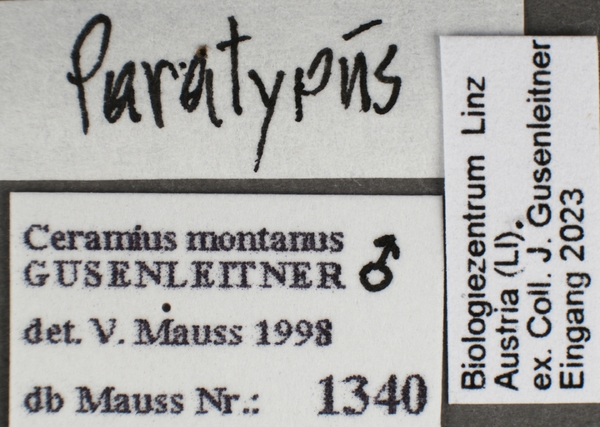 Paratypus
Ceramius montanus
GUSENLEITNER ♂
det. V. Mauss 1998
db Mauss Nr.: 1340
Biologiezentrum Linz
Austria (LI).
ex. Coll. J. Gusenleitner
Eingang 2023